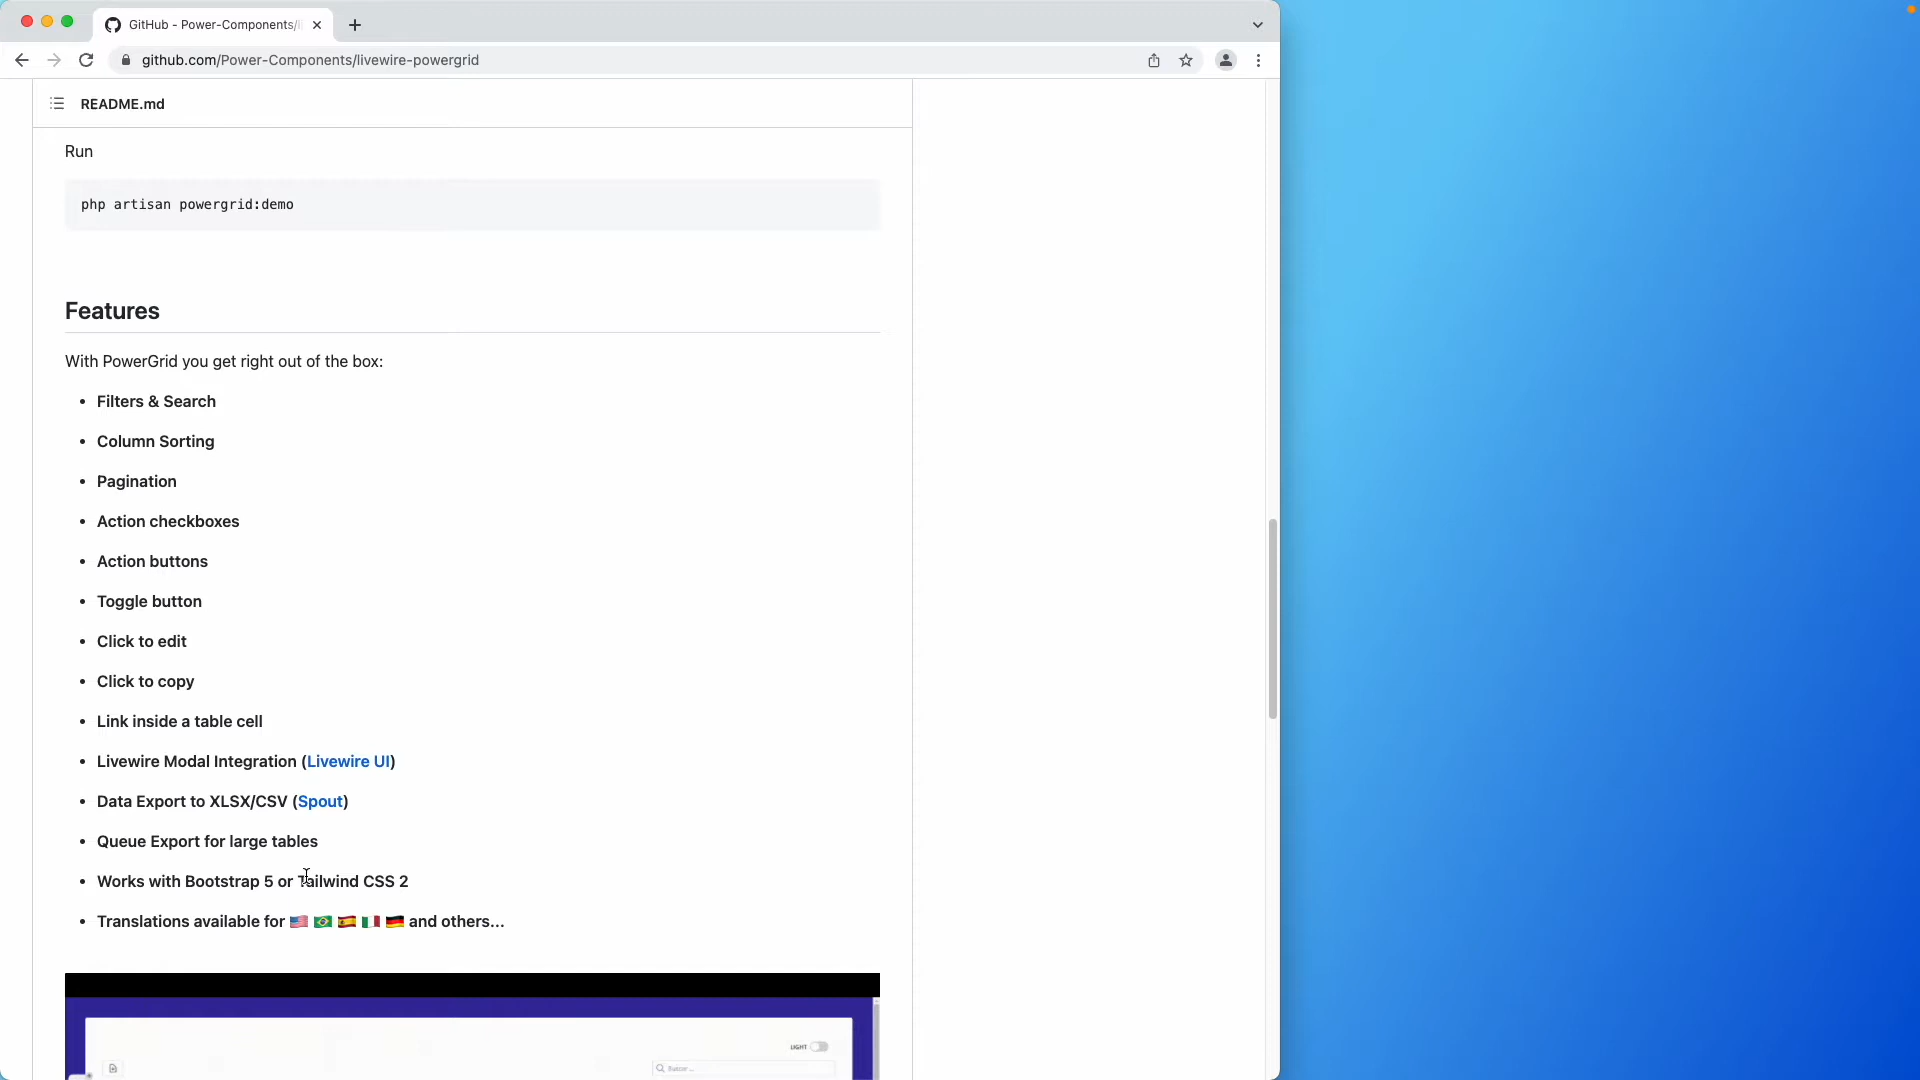 GitHub - Power-Components/
github.com/Power-Components/livewire-powergrid
README.md
Run
php artisan powergrid:demo
Features
With PowerGrid you get right out of the box:
• Filters & Search
• Column Sorting
• Pagination
• Action checkboxes
• Action buttons
• Toggle button
• Click to edit
• Click to copy
• Link inside a table cell
• Livewire Modal Integration (Livewire UI)
• Data Export to XLSX/CSV (Spout)
• Queue Export for large tables
• Works with Bootstrap 5 or Tailwind CSS 2
• Translations available for 🇺🇸 🇧🇷 🇪🇸 🇮🇹 🇩🇪 and others...
LIGHT